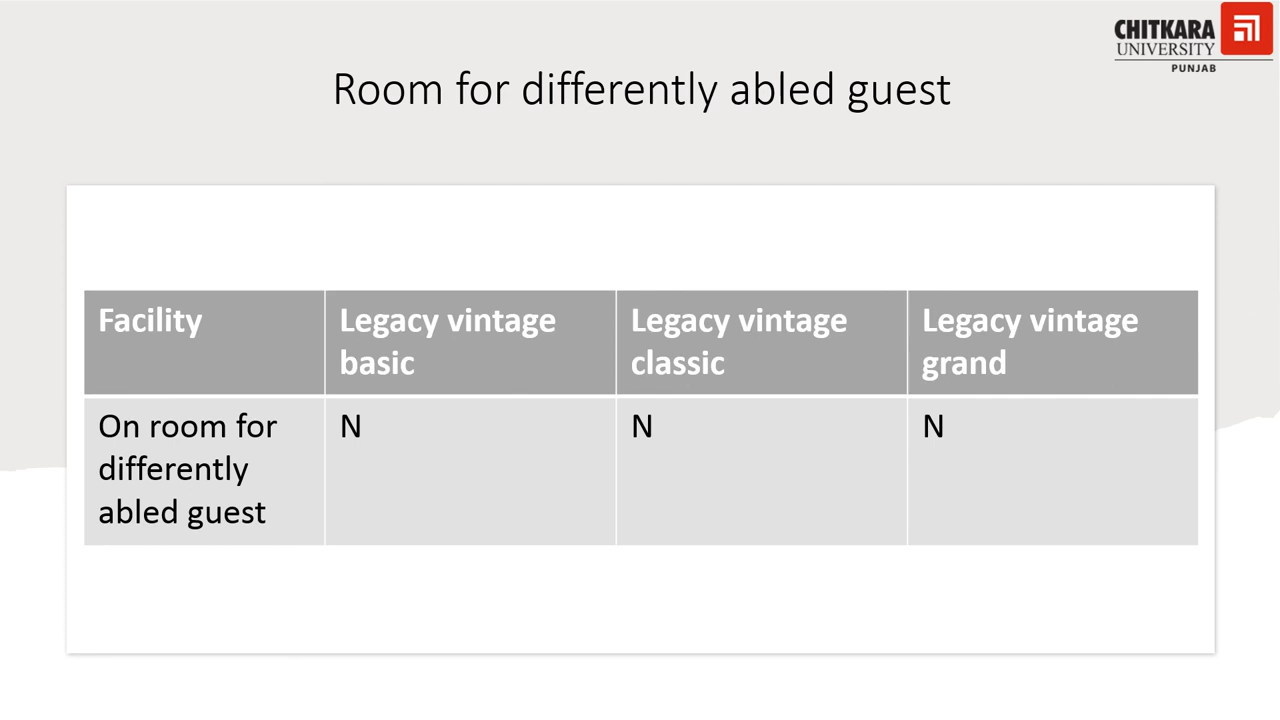 CHITKARA
UNIVERSITY
PUNJAB
Room for differently abled guest
Facility
Legacy vintage
basic
Legacy vintage
classic
Legacy vintage
grand
On room for
differently
abled guest
N
N
N